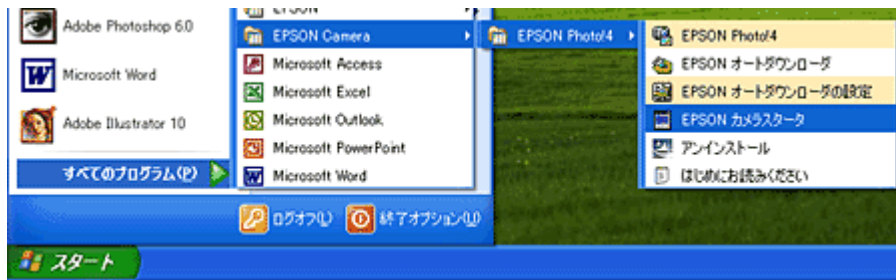 Adobe Photoshop 6.0
Microsoft Word
Adobe Illustrator 10
すべてのプログラム(P)
EPSON
EPSON Camera
Microsoft Access
Microsoft Excel
Microsoft Outlook
Microsoft PowerPoint
Microsoft Word
EPSON Photo!4
EPSON Photo!4
EPSON オートダウンローダ
EPSON オートダウンローダの設定
EPSON カメラスタータ
アンインストール
はじめにお読みください
ログオフ(L)
終了オプション(U)
スタート